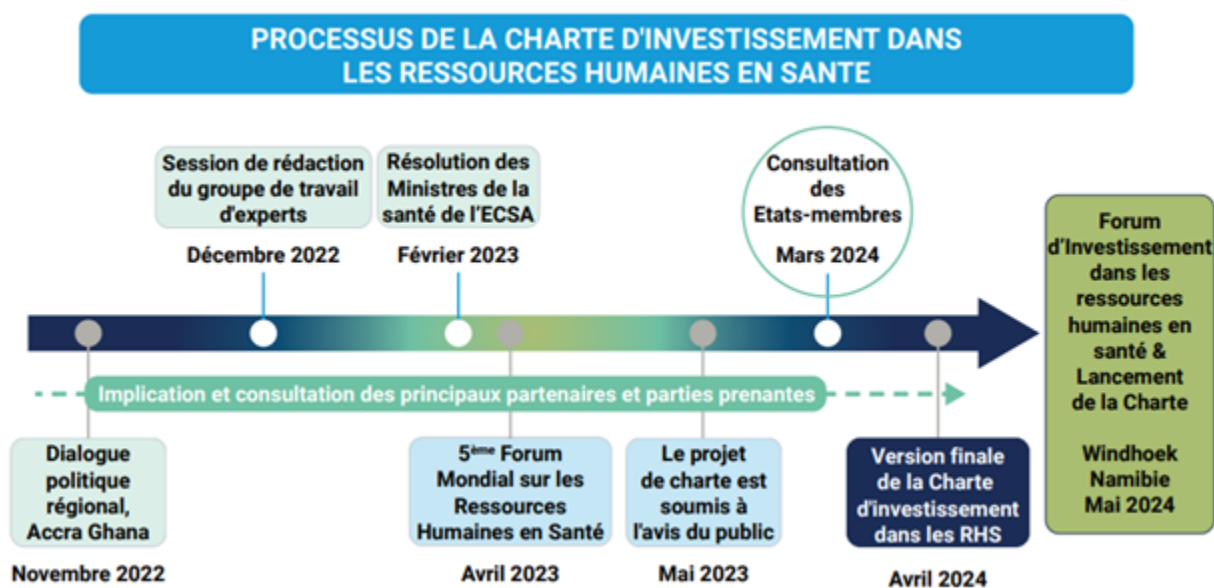 PROCESSUS DE LA CHARTE D'INVESTISSEMENT DANS
LES RESSOURCES HUMAINES EN SANTE
Session de rédaction
du groupe de travail
d'experts
Décembre 2022
Résolution des
Ministres de la
santé de l'ECSA
Février 2023
Consultation
des
Etats-membres
Mars 2024
Forum
d'Investissement
dans les
ressources
humaines en
santé &
Lancement
de la Charte
Windhoek
Namibie
Mai 2024
Implication et consultation des principaux partenaires et parties prenantes
Dialogue
politique
régional,
Accra Ghana
Novembre 2022
5ème Forum
Mondial sur les
Ressources
Humaines en Santé
Avril 2023
Le projet
de charte est
soumis à
l'avis du public
Mai 2023
Version finale
de la Charte
d'investissement
dans les RHS
Avril 2024